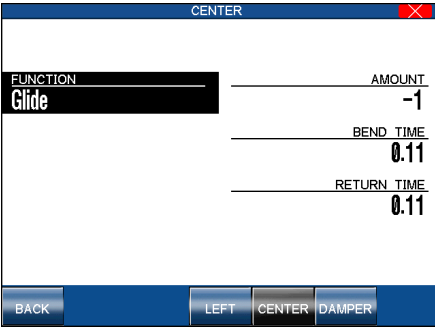 CENTER
FUNCTION
Glide
AMOUNT
-1
BEND TIME
0.11
RETURN TIME
0.11
BACK
LEFT
CENTER
DAMPER